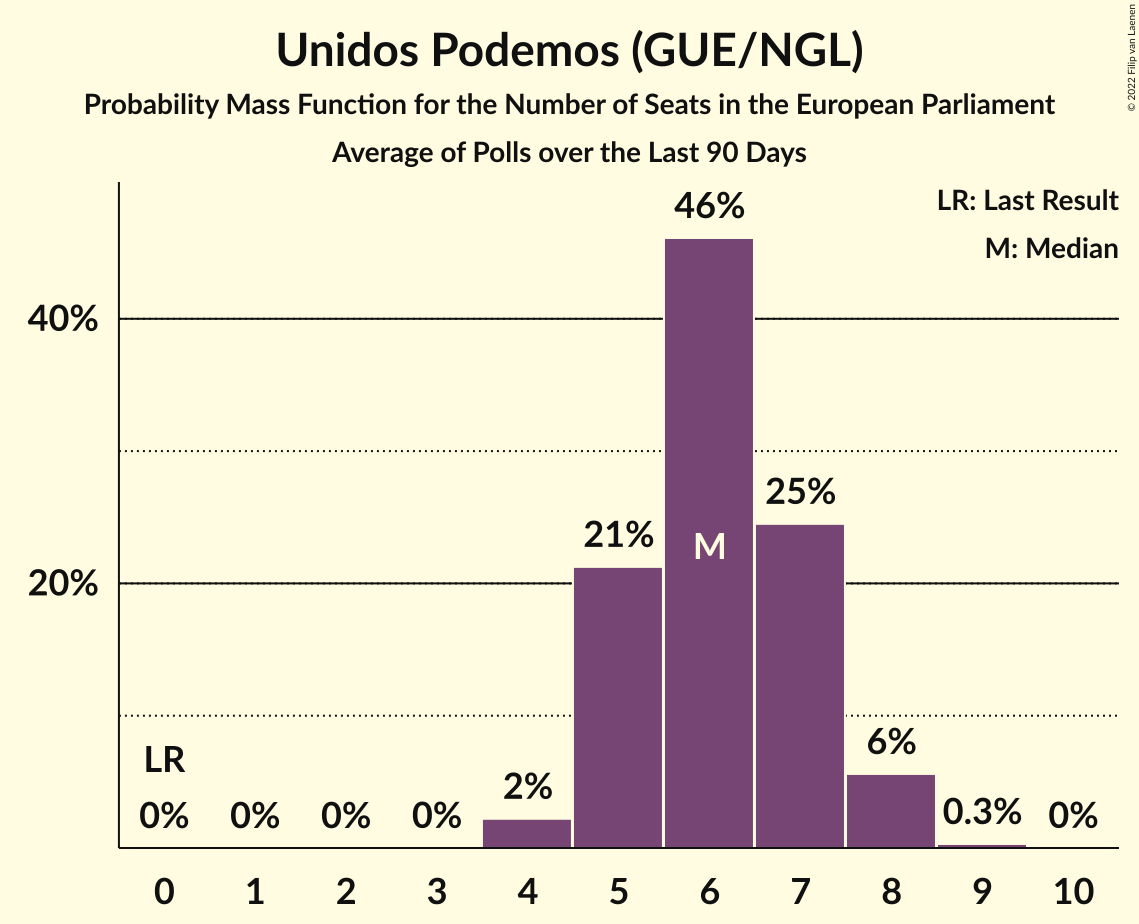 Unidos Podemos (GUE/NGL)
Probability Mass Function for the Number of Seats in the European Parliament
Average of Polls over the Last 90 Days
© 2022 Filip van Laenen
LR: Last Result
M: Median
46%
40%
25%
21%
M
20%
6%
LR
2%
0% 0% 0% 0% 0.3% 0%
0 1 2 3 4 5 6 7 8 9 10